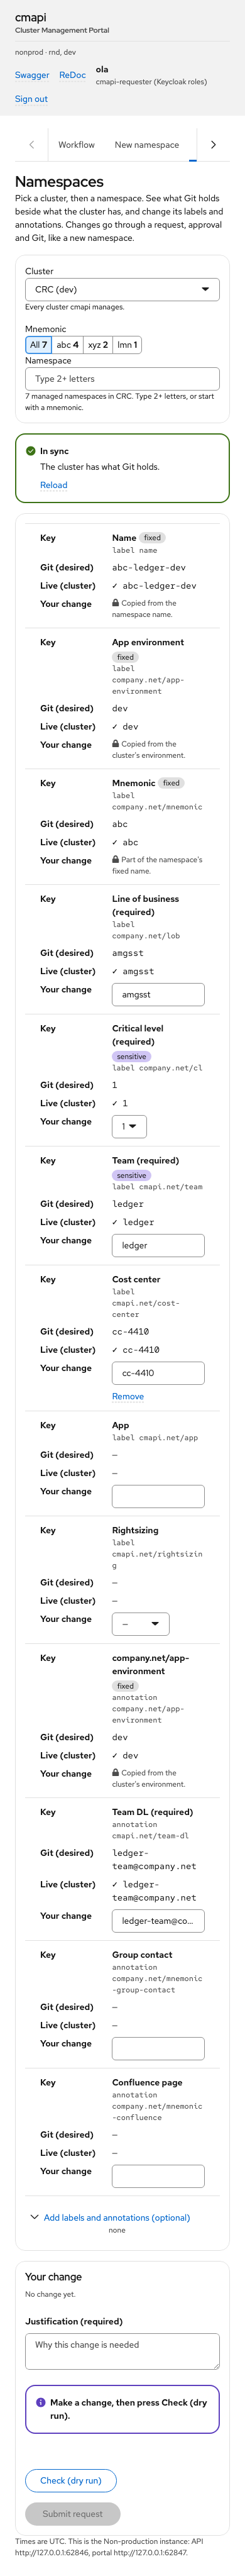 cmapi
Cluster Management Portal
nonprod · rnd, dev
Swagger ReDoc ola
cmapi-requester (Keycloak roles)
Sign out
Workflow New namespace
Namespaces
Pick a cluster, then a namespace. See what Git holds
beside what the cluster has, and change its labels and
annotations. Changes go through a request, approval
and Git, like a new namespace.
Cluster
CRC (dev)
Every cluster cmapi manages.
Mnemonic
All 7 abc 4 xyz 2 lmn 1
Namespace
Type 2+ letters
7 managed namespaces in CRC. Type 2+ letters, or start
with a mnemonic.
In sync
The cluster has what Git holds.
Reload
Key Name fixed
label name
Git (desired) abc-ledger-dev
Live (cluster) ✓ abc-ledger-dev
Your change Copied from the
namespace name.
Key App environment
fixed
label
company.net/app-
environment
Git (desired) dev
Live (cluster) ✓ dev
Your change Copied from the
cluster's environment.
Key Mnemonic fixed
label
company.net/mnemonic
Git (desired) abc
Live (cluster) ✓ abc
Your change Part of the namespace's
fixed name.
Key Line of business
(required)
label
company.net/lob
Git (desired) amgsst
Live (cluster) ✓ amgsst
Your change amgsst
Key Critical level
(required)
sensitive
label company.net/cl
Git (desired) 1
Live (cluster) ✓ 1
Your change 1
Key Team (required)
sensitive
label cmapi.net/team
Git (desired) ledger
Live (cluster) ✓ ledger
Your change ledger
Key Cost center
label
cmapi.net/cost-
center
Git (desired) cc-4410
Live (cluster) ✓ cc-4410
Your change cc-4410
Remove
Key App
label cmapi.net/app
Git (desired) —
Live (cluster) —
Your change
Key Rightsizing
label
cmapi.net/rightsizin
g
Git (desired) —
Live (cluster) —
Your change —
Key company.net/app-
environment
fixed
annotation
company.net/app-
environment
Git (desired) dev
Live (cluster) ✓ dev
Your change Copied from the
cluster's environment.
Key Team DL (required)
annotation
cmapi.net/team-dl
Git (desired) ledger-
team@company.net
Live (cluster) ✓ ledger-
team@company.net
Your change ledger-team@co...
Key Group contact
annotation
company.net/mnemonic
-group-contact
Git (desired) —
Live (cluster) —
Your change
Key Confluence page
annotation
company.net/mnemonic
-confluence
Git (desired) —
Live (cluster) —
Your change
Add labels and annotations (optional)
none
Your change
No change yet.
Justification (required)
Why this change is needed
Make a change, then press Check (dry
run).
Check (dry run)
Submit request
Times are UTC. This is the Non-production instance: API
http://127.0.0.1:62846, portal http://127.0.0.1:62847.